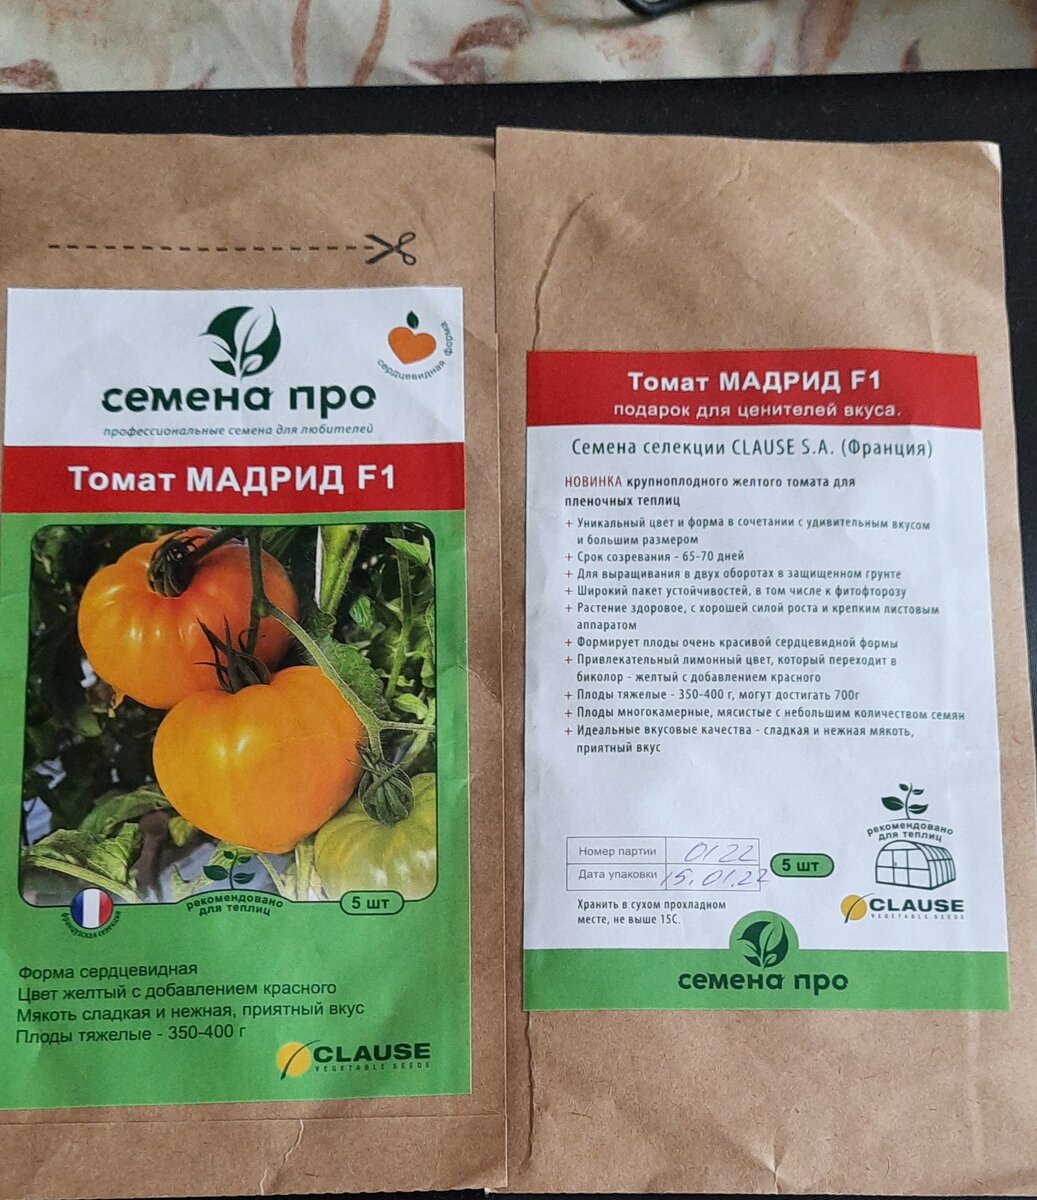 сердцевидная форма
семена про
профессиональные семена для любителей
Томат МАДРИД F1
французская селекция
рекомендовано
для теплиц
5 шт
Форма сердцевидная
Цвет желтый с добавлением красного
Мякоть сладкая и нежная, приятный вкус
Плоды тяжелые - 350-400 г
CLAUSE
VEGETABLE SEEDS
Томат МАДРИД F1
подарок для ценителей вкуса.
Семена селекции CLAUSE S.A. (Франция)
НОВИНКА крупноплодного желтого томата для
пленочных теплиц
+ Уникальный цвет и форма в сочетании с удивительным вкусом
и большим размером
+ Срок созревания - 65-70 дней
+ Для выращивания в двух оборотах в защищенном грунте
+ Широкий пакет устойчивостей, в том числе к фитофторозу
+ Растение здоровое, с хорошей силой роста и крепким листовым
аппаратом
+ Формирует плоды очень красивой сердцевидной формы
+ Привлекательный лимонный цвет, который переходит в
биколор - желтый с добавлением красного
+ Плоды тяжелые - 350-400 г, могут достигать 700г
+ Плоды многокамерные, мясистые с небольшим количеством семян
+ Идеальные вкусовые качества - сладкая и нежная мякоть,
приятный вкус
Номер партии 0122
Дата упаковки 15.01.22
5 шт
рекомендовано
для теплиц
Хранить в сухом прохладном
месте, не выше 15С.
CLAUSE
VEGETABLE SEEDS
семена про